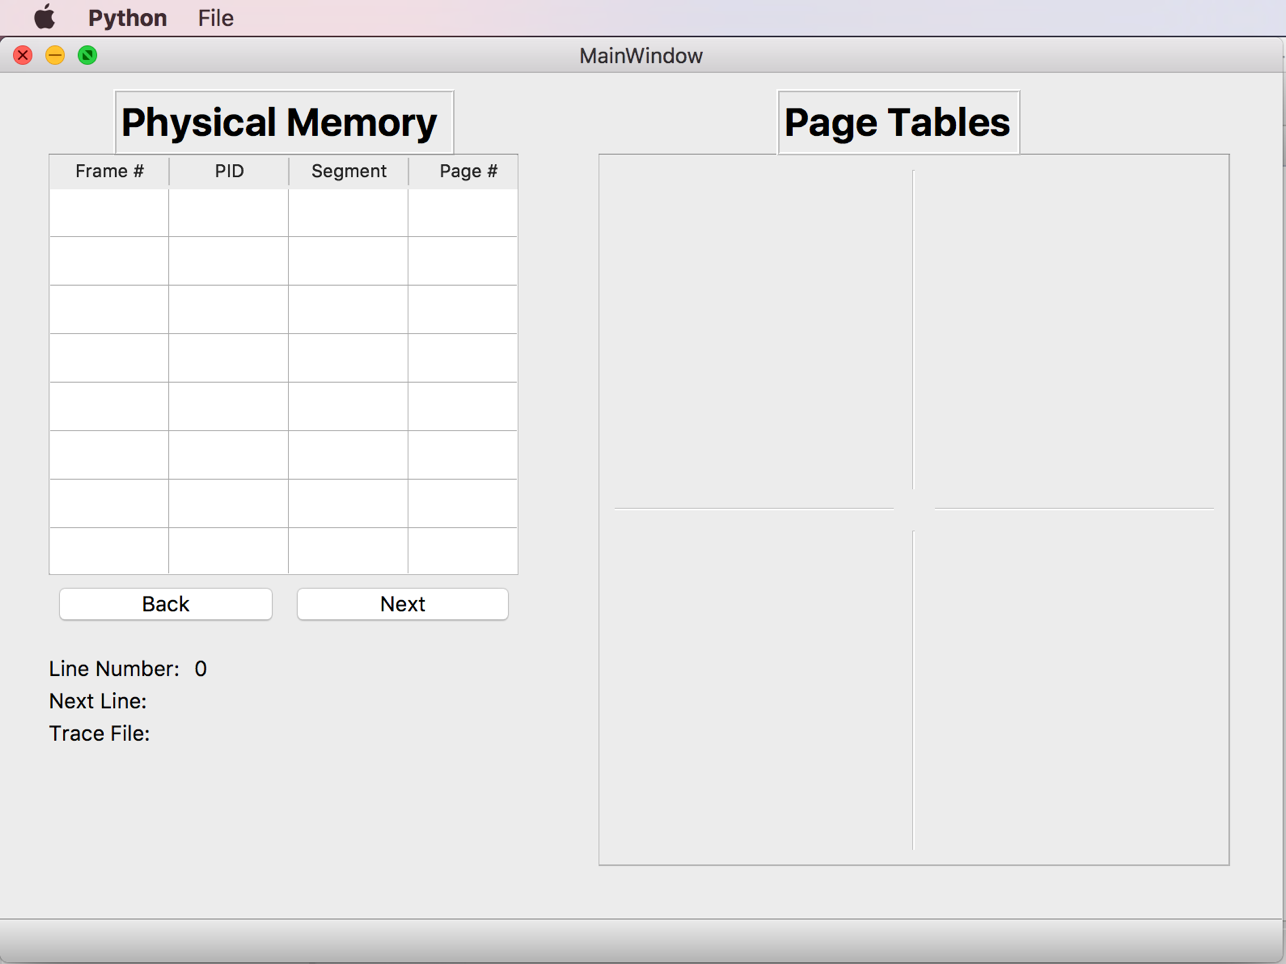 Python File
MainWindow
Physical Memory
Frame # PID Segment Page #
Back Next
Line Number: 0
Next Line:
Trace File:
Page Tables